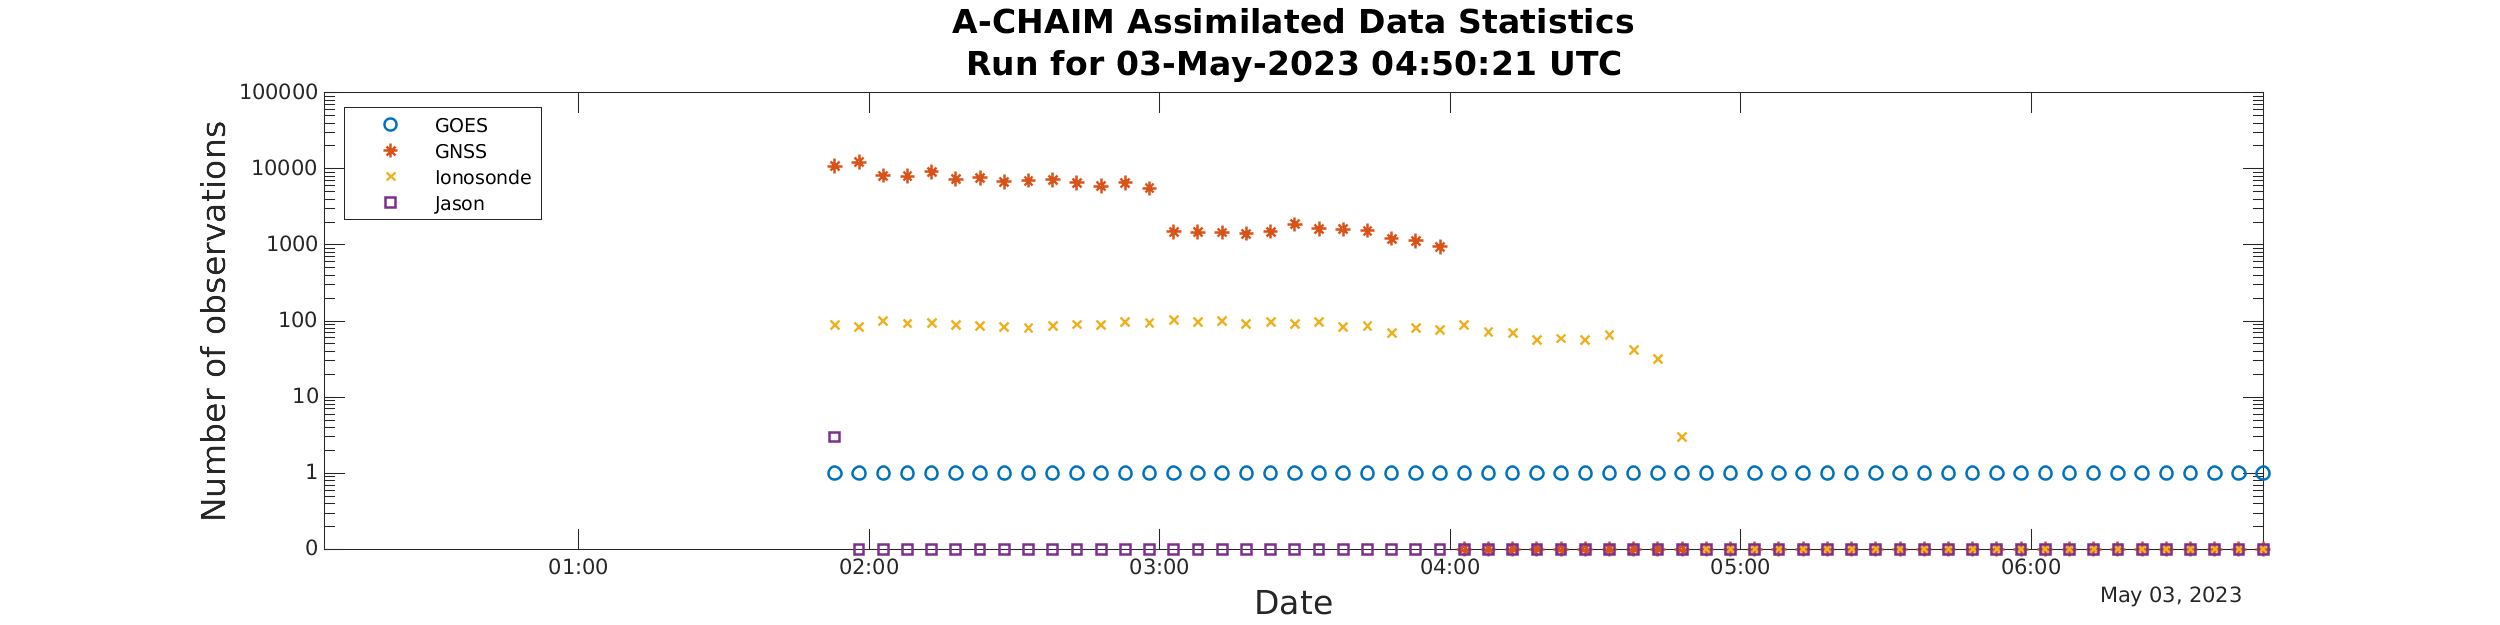 A-CHAIM Assimilated Data Statistics
Run for 03-May-2023 04:50:21 UTC
100000
10000
1000
100
10
1
0
Number of observations
GOES
GNSS
Ionosonde
Jason
01:00 02:00 03:00 04:00 05:00 06:00
Date
May 03, 2023